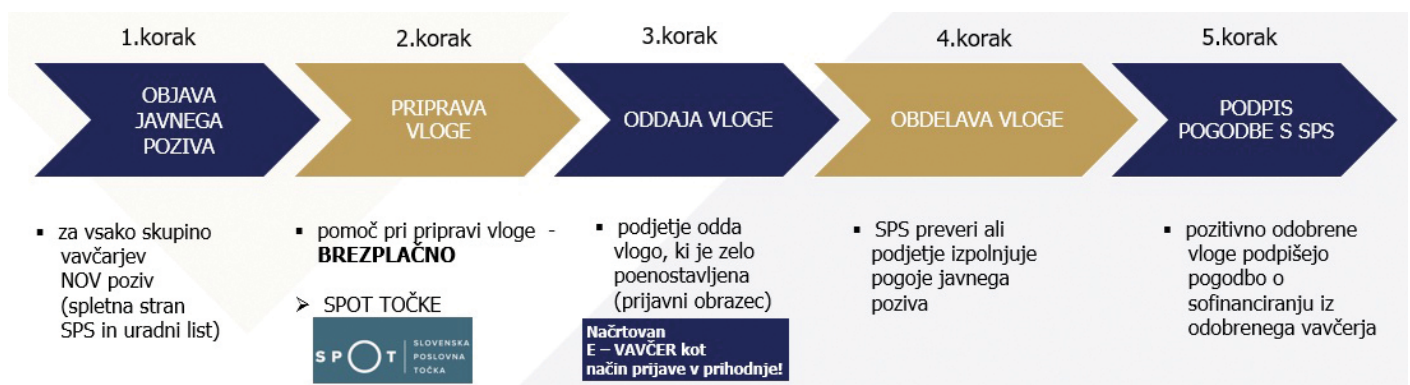 1.korak
2.korak
3.korak
4.korak
5.korak
OBJAVA
JAVNEGA
POZIVA
PRIPRAVA
VLOGE
ODDAJA VLOGE
OBDELAVA VLOGE
PODPIS
POGODBE S SPS
▪ za vsako skupino
vavčarjev
NOV poziv
(spletna stran
SPS in uradni list)
▪ pomoč pri pripravi vloge -
BREZPLAČNO
➢ SPOT TOČKE
SPOT
SLOVENSKA
POSLOVNA
TOČKA
▪ podjetje odda
vlogo, ki je zelo
poenostavljena
(prijavni obrazec)
Načrtovan
E – VAVČER kot
način prijave v prihodnje!
▪ SPS preveri ali
podjetje izpolnjuje
pogoje javnega
poziva
▪ pozitivno odobrene
vloge podpišejo
pogodbo o
sofinanciranju iz
odobrenega vavčerja